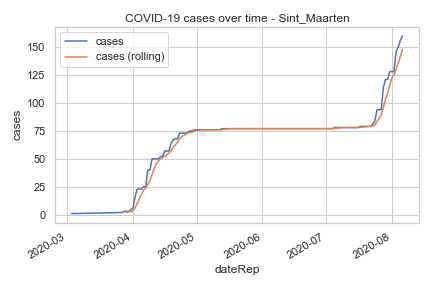 COVID-19 cases over time - Sint_Maarten
cases
cases (rolling)
150
125
100
75
50
25
0
cases
2020-03
2020-04
2020-05
2020-06
2020-07
2020-08
dateRep